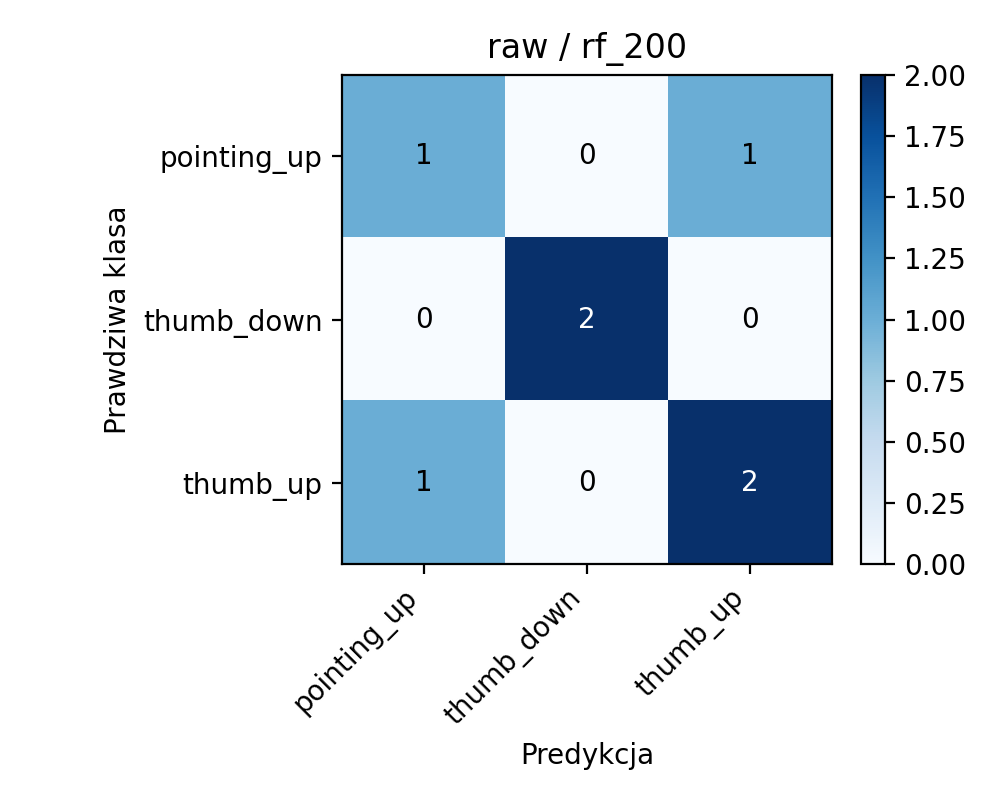 raw / rf_200
Prawdziwa klasa
pointing_up
1
0
1
thumb_down
0
2
0
thumb_up
1
0
2
pointing_up
thumb_down
thumb_up
Predykcja
2.00
1.75
1.50
1.25
1.00
0.75
0.50
0.25
0.00